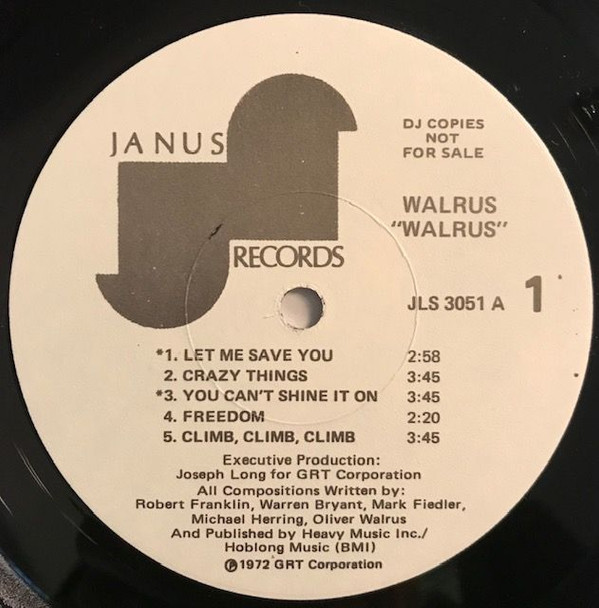 JANUS
RECORDS
DJ COPIES
NOT
FOR SALE
WALRUS
"WALRUS"
JLS 3051 A 1
*1. LET ME SAVE YOU 2:58
2. CRAZY THINGS 3:45
*3. YOU CAN'T SHINE IT ON 3:45
4. FREEDOM 2:20
5. CLIMB, CLIMB, CLIMB 3:45
Executive Production:
Joseph Long for GRT Corporation
All Compositions Written by:
Robert Franklin, Warren Bryant, Mark Fiedler,
Michael Herring, Oliver Walrus
And Published by Heavy Music Inc./
Hoblong Music (BMI)
℗1972 GRT Corporation